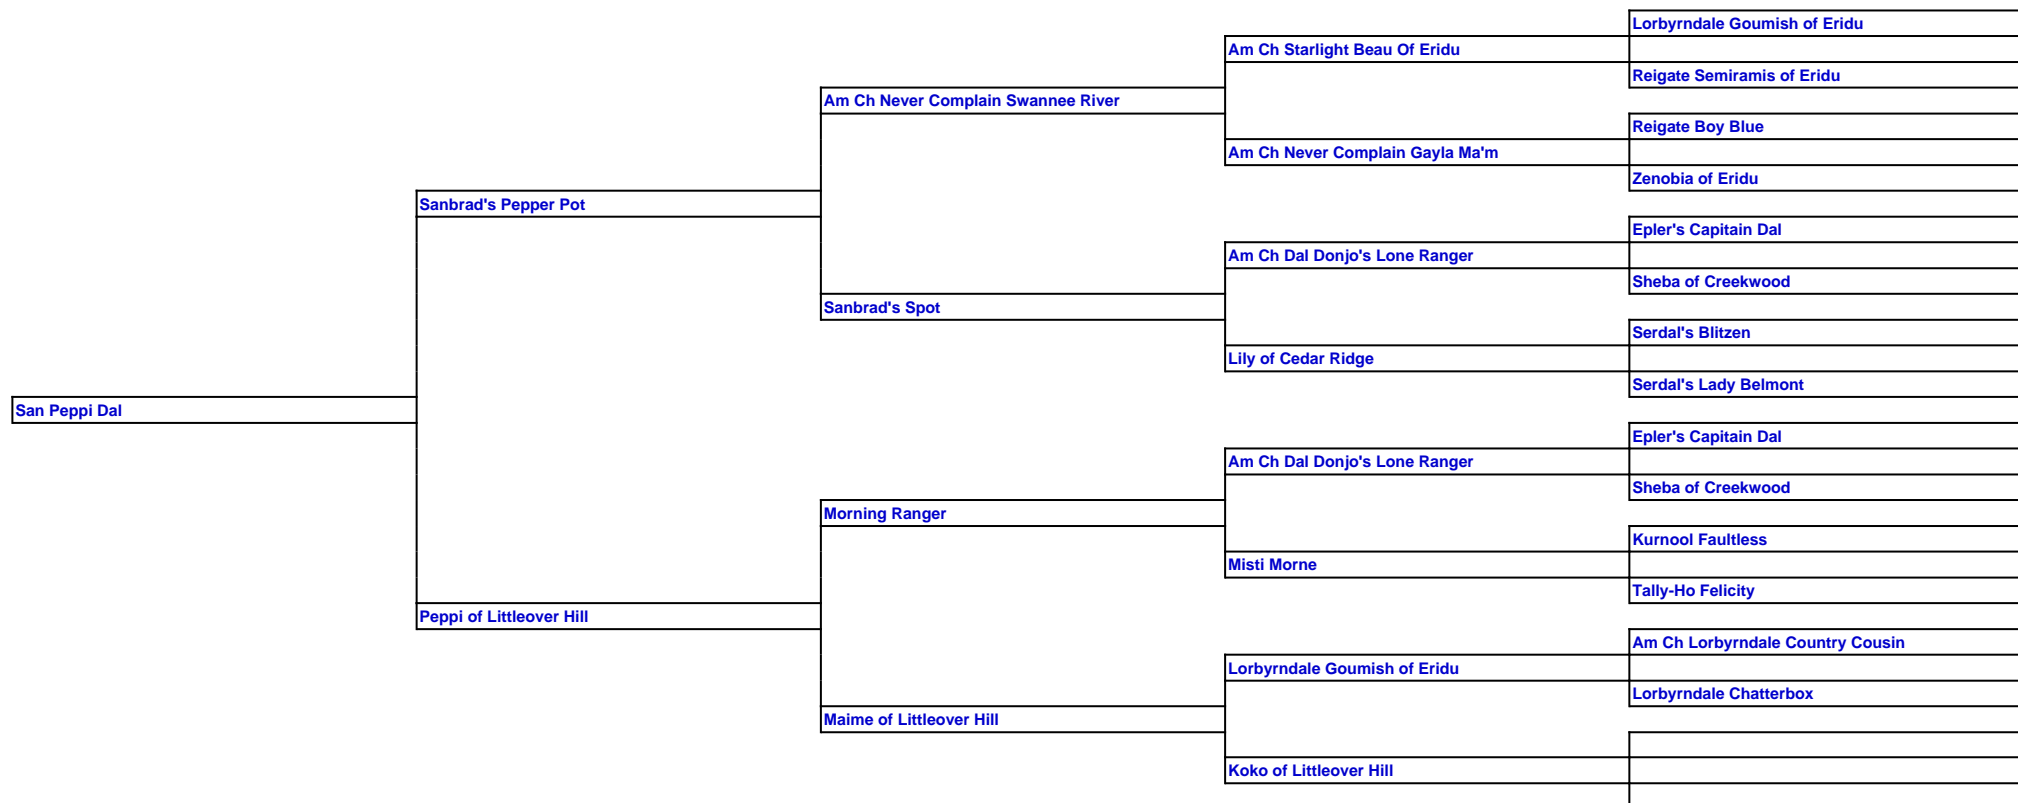 Lorbyrndale Goumish of Eridu
Am Ch Starlight Beau Of Eridu
Reigate Semiramis of Eridu
Am Ch Never Complain Swannee River
Reigate Boy Blue
Am Ch Never Complain Gayla Ma'm
Zenobia of Eridu
Sanbrad's Pepper Pot
Epler's Capitain Dal
Am Ch Dal Donjo's Lone Ranger
Sheba of Creekwood
Sanbrad's Spot
Serdal's Blitzen
Lily of Cedar Ridge
Serdal's Lady Belmont
San Peppi Dal
Epler's Capitain Dal
Am Ch Dal Donjo's Lone Ranger
Sheba of Creekwood
Morning Ranger
Kurnool Faultless
Misti Morne
Tally-Ho Felicity
Peppi of Littleover Hill
Am Ch Lorbyrndale Country Cousin
Lorbyrndale Goumish of Eridu
Lorbyrndale Chatterbox
Maime of Littleover Hill
Koko of Littleover Hill